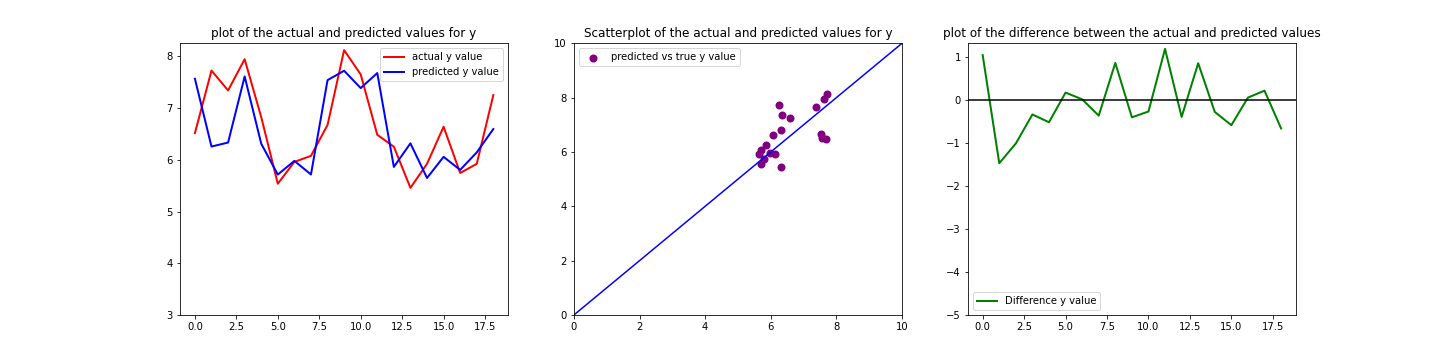 plot of the actual and predicted values for y
actual y value
predicted y value
8
7
6
5
4
3
0.0 2.5 5.0 7.5 10.0 12.5 15.0 17.5
Scatterplot of the actual and predicted values for y
predicted vs true y value
10
8
6
4
2
0
0 2 4 6 8 10
plot of the difference between the actual and predicted values
1
0
−1
−2
−3
−4
−5
Difference y value
0.0 2.5 5.0 7.5 10.0 12.5 15.0 17.5